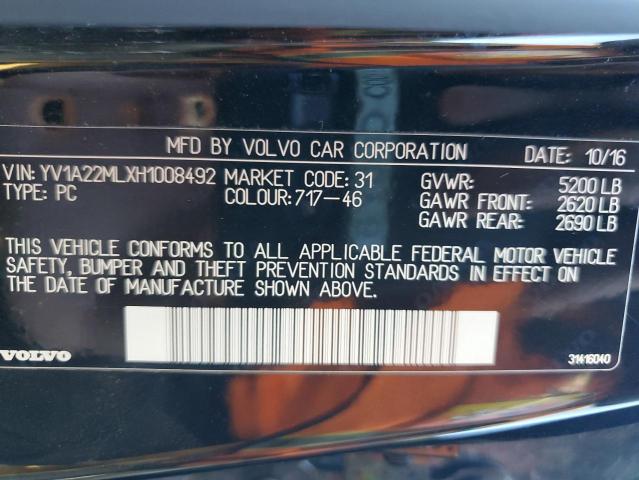 MFD BY VOLVO CAR CORPORATION DATE: 10/16
VIN: YV1A22MLXH1008492 MARKET CODE: 31 GVWR: 5200 LB
TYPE: PC COLOUR: 717-46 GAWR FRONT: 2620 LB
GAWR REAR: 2690 LB
THIS VEHICLE CONFORMS TO ALL APPLICABLE FEDERAL MOTOR VEHICLE
SAFETY, BUMPER AND THEFT PREVENTION STANDARDS IN EFFECT ON
THE DATE OF MANUFACTURE SHOWN ABOVE.
VOLVO 31416040